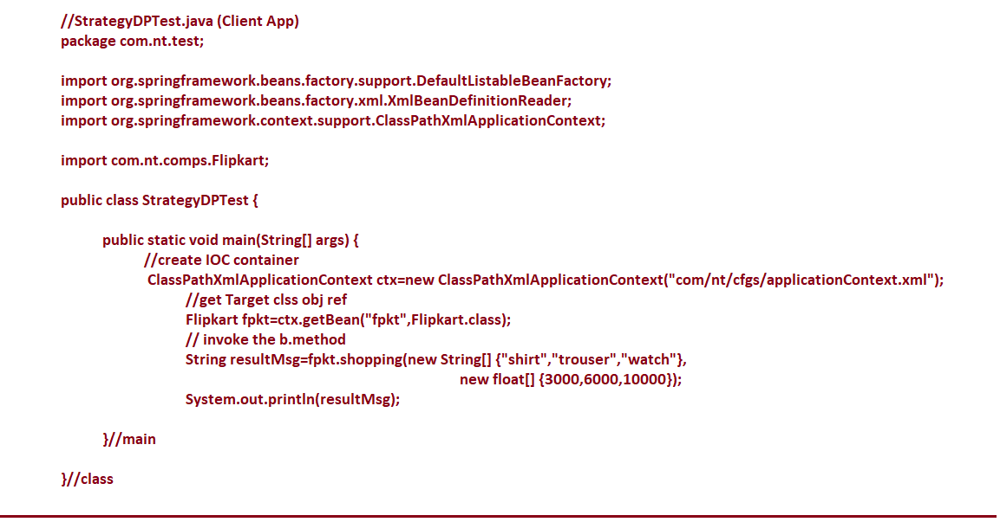 //StrategyDPTest.java (Client App)
package com.nt.test;
import org.springframework.beans.factory.support.DefaultListableBeanFactory;
import org.springframework.beans.factory.xml.XmlBeanDefinitionReader;
import org.springframework.context.support.ClassPathXmlApplicationContext;
import com.nt.comps.Flipkart;
public class StrategyDPTest {
public static void main(String[] args) {
//create IOC container
ClassPathXmlApplicationContext ctx=new ClassPathXmlApplicationContext("com/nt/cfgs/applicationContext.xml");
//get Target clss obj ref
Flipkart fpkt=ctx.getBean("fpkt",Flipkart.class);
// invoke the b.method
String resultMsg=fpkt.shopping(new String[] {"shirt","trouser","watch"},
new float[] {3000,6000,10000});
System.out.println(resultMsg);
}//main
}//class